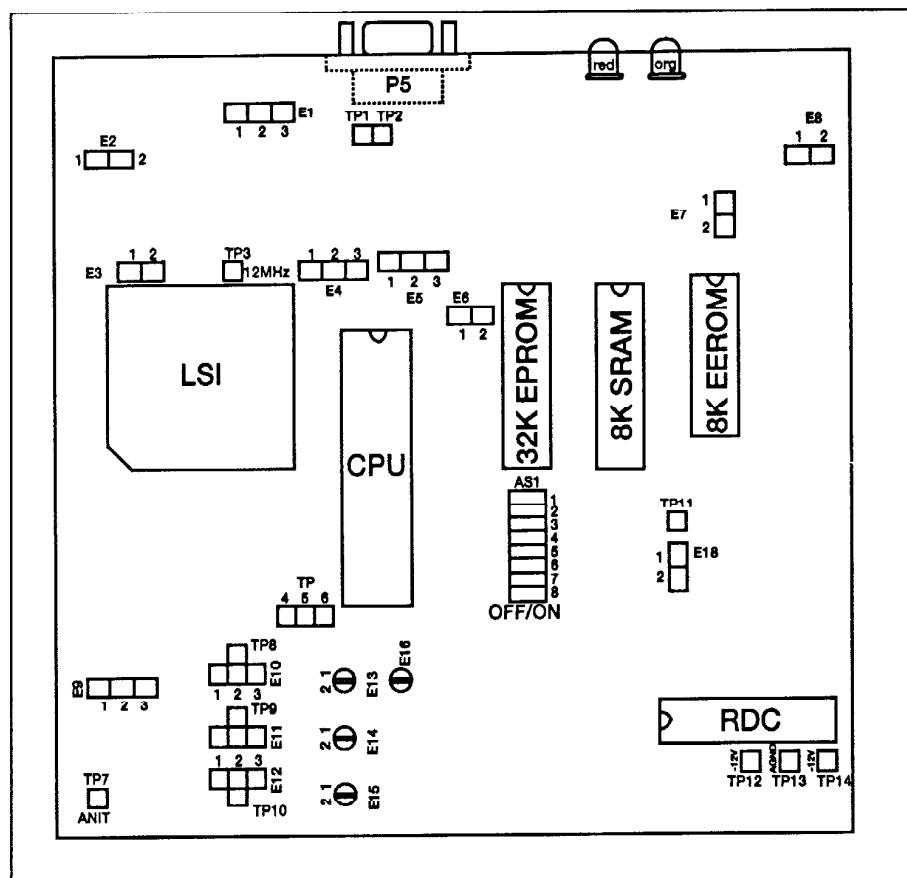 red org
P5
E1
1 2 3
TP1 TP2
E2
1 2
E8
1 2
E7
1
2
E3
1 2
TP3
12MHz
1 2 3
E4
1 2 3
E5
E6
1 2
LSI
CPU
32K EPROM
8K SRAM
8K EEROM
AS1
1
2
3
4
5
6
7
8
OFF/ON
TP11
1
2
E18
TP
4 5 6
TP8
E10
1 2 3
E9
1 2 3
TP9
E11
1 2 3
E12
TP10
2 1
E13
E16
2 1
E14
2 1
E15
TP7
ANIT
RDC
-12V
AGND
-12V
TP12 TP13 TP14